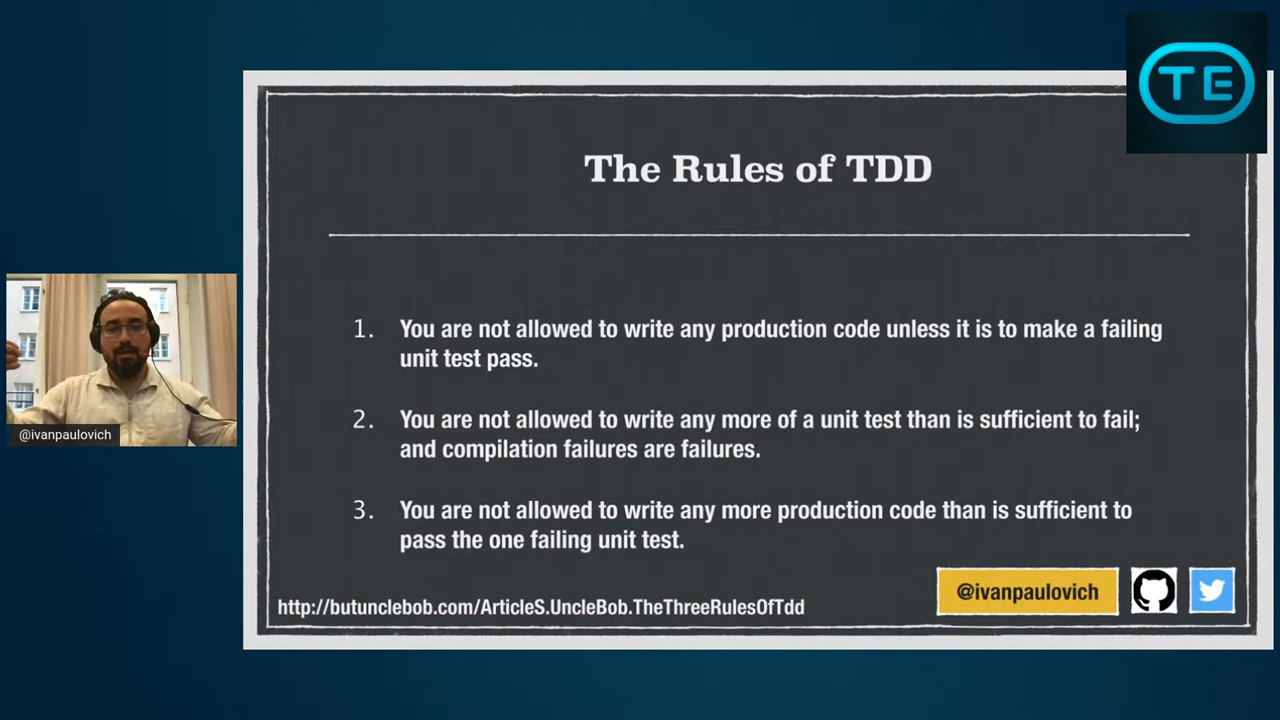 TE
The Rules of TDD
1. You are not allowed to write any production code unless it is to make a failing
unit test pass.
2. You are not allowed to write any more of a unit test than is sufficient to fail;
and compilation failures are failures.
3. You are not allowed to write any more production code than is sufficient to
pass the one failing unit test.
@ivanpaulovich
@ivanpaulovich
http://butunclebob.com/ArticleS.UncleBob.TheThreeRulesOfTdd